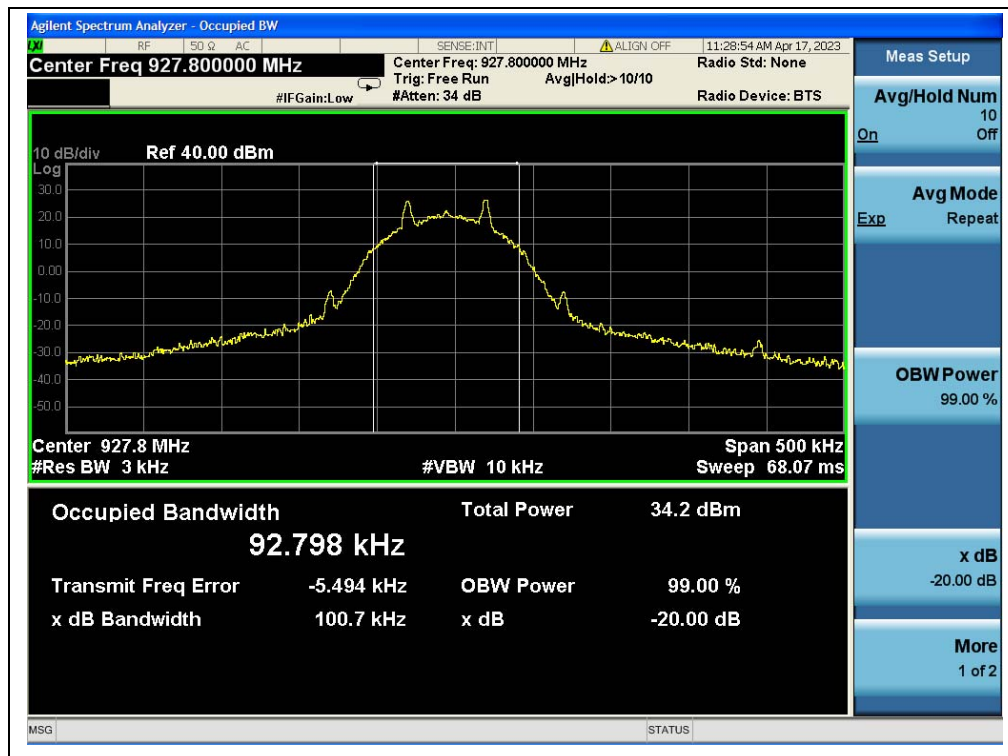 Agilent Spectrum Analyzer - Occupied BW
LXI RF 50 Ω AC SENSE:INT ALIGN OFF 11:28:54 AM Apr 17, 2023
Center Freq 927.800000 MHz
Center Freq: 927.800000 MHz
Radio Std: None
Trig: Free Run Avg|Hold:>10/10
#IFGain:Low
#Atten: 34 dB
Radio Device: BTS
10 dB/div Ref 40.00 dBm
Log
30.0
20.0
10.0
0.00
-10.0
-20.0
-30.0
-40.0
-50.0
Center 927.8 MHz Span 500 kHz
#Res BW 3 kHz #VBW 10 kHz Sweep 68.07 ms
Occupied Bandwidth Total Power 34.2 dBm
92.798 kHz
Transmit Freq Error -5.494 kHz OBW Power 99.00 %
x dB Bandwidth 100.7 kHz x dB -20.00 dB
MSG STATUS
Meas Setup
Avg/Hold Num
10
On Off
Avg Mode
Exp Repeat
OBW Power
99.00 %
x dB
-20.00 dB
More
1 of 2